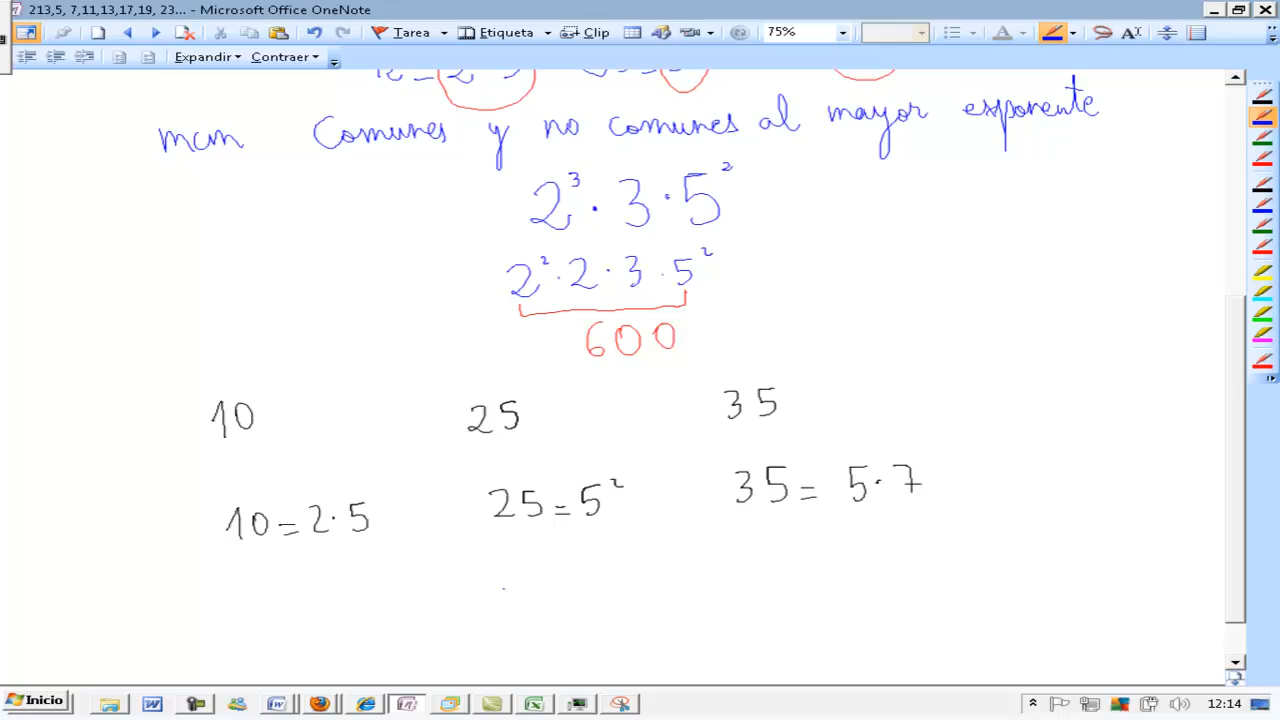 213,5, 7,11,13,17,19, 23... - Microsoft Office OneNote
Tarea Etiqueta Clip 75%
Expandir Contraer
mcm Comunes y no comunes al mayor exponente
2³ · 3 · 5²
2² · 2 · 3 · 5²
600
10 25 35
10 = 2 · 5 25 = 5² 35 = 5 · 7
Inicio 12:14